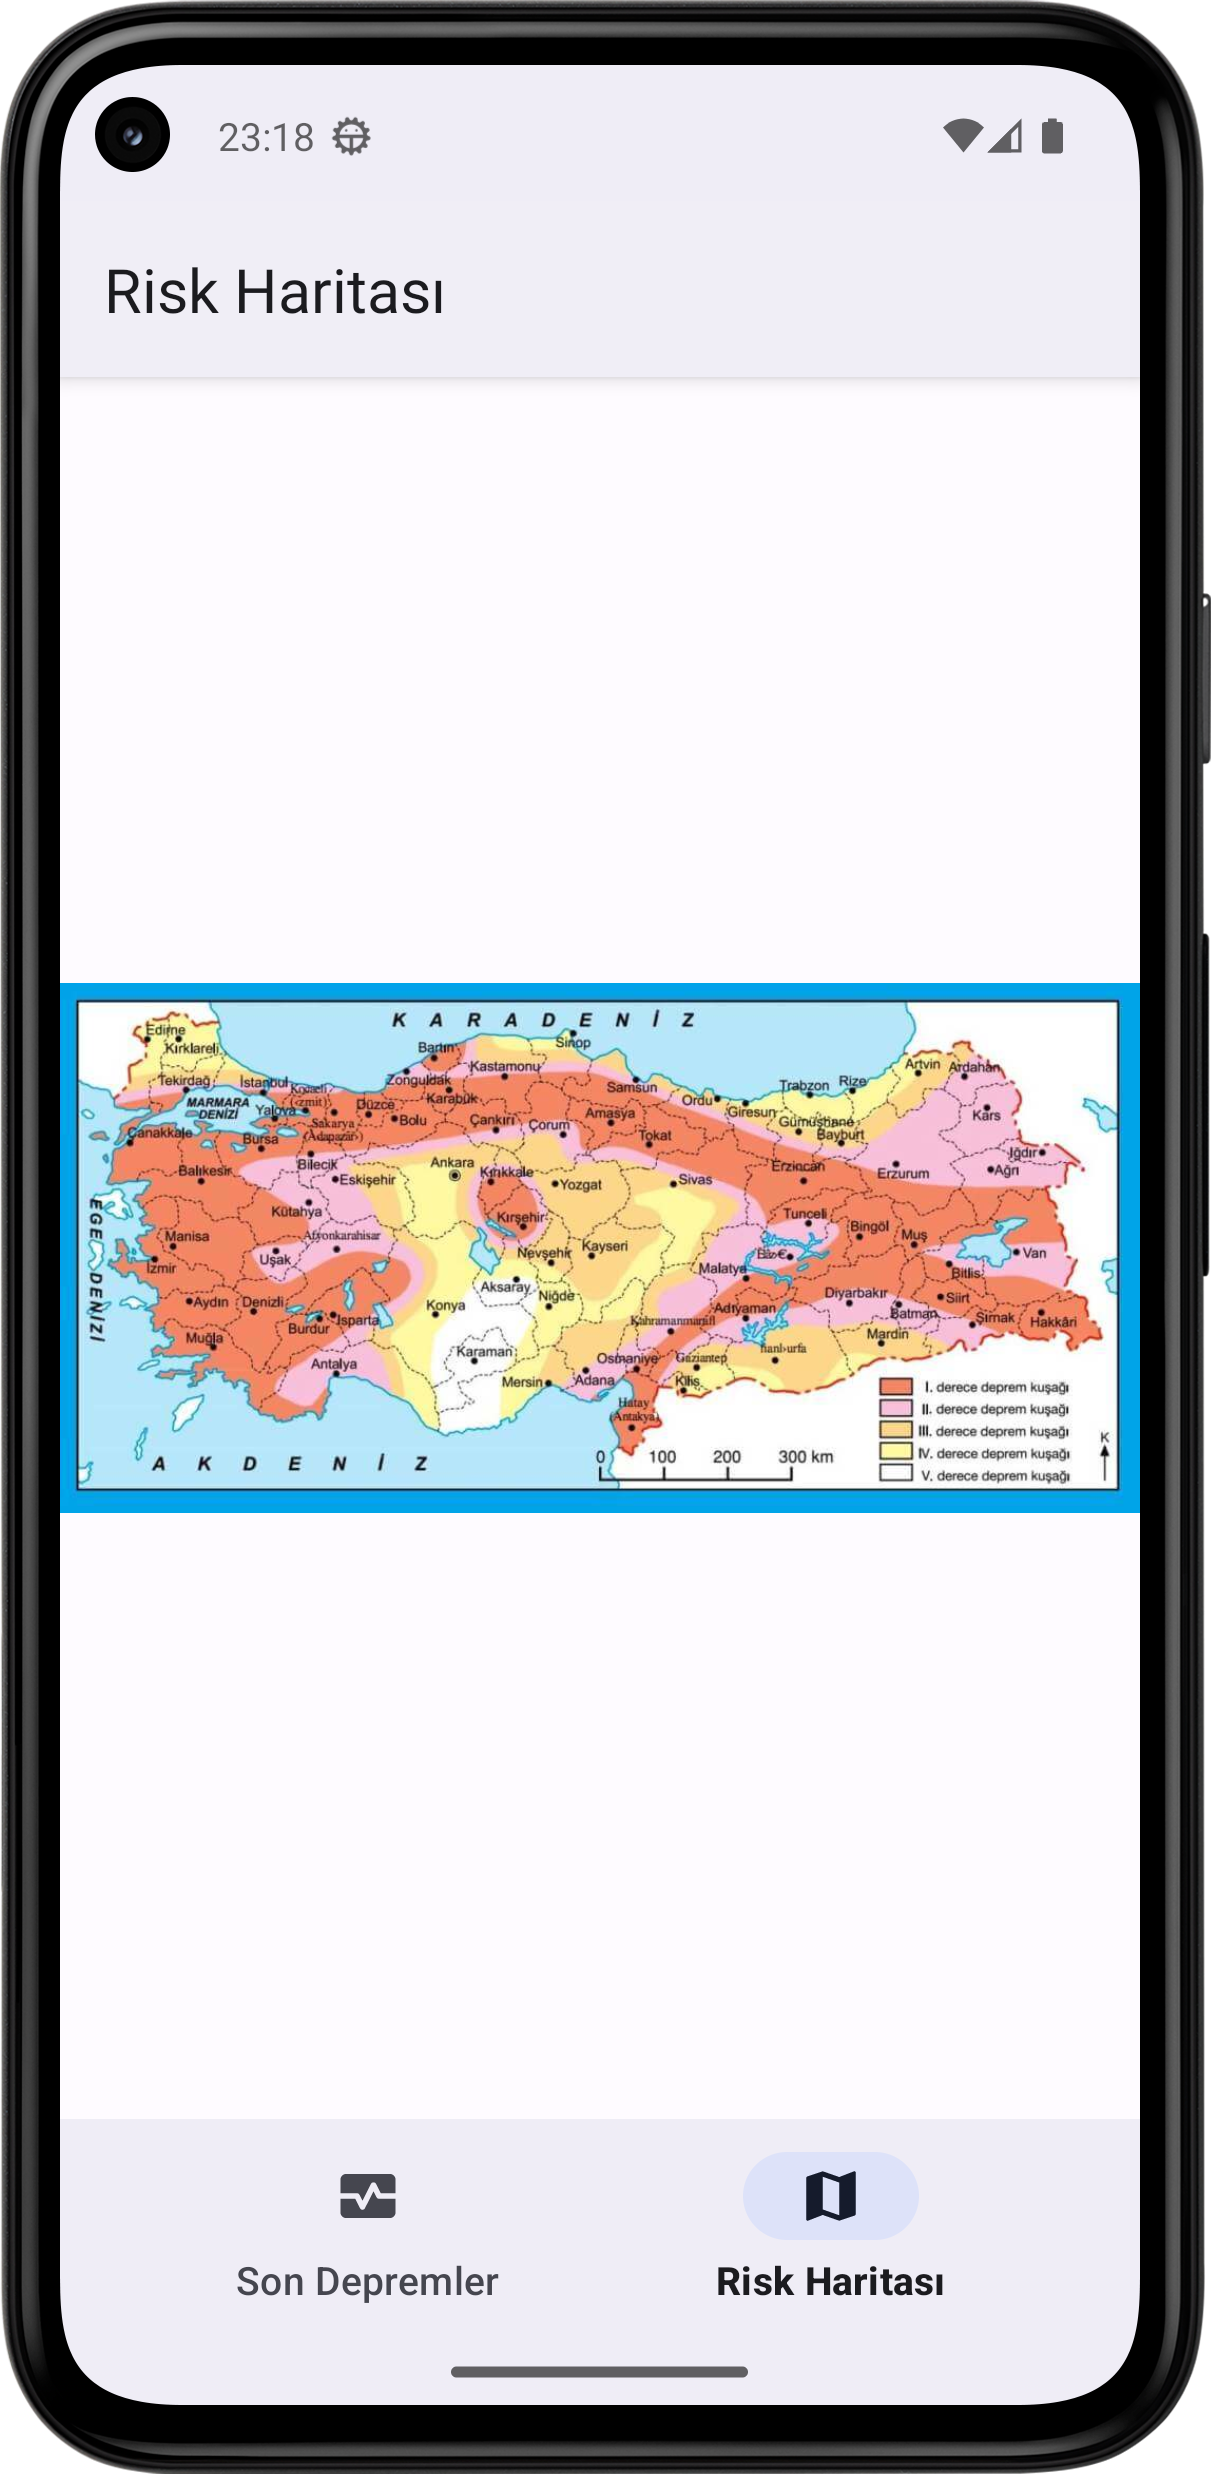 23:18
Risk Haritası
KARADENİZ
Edirne
Kırklareli
Tekirdağ
İstanbul
Kocaeli
(İzmit)
MARMARA
DENİZİ
Yalova
Sakarya
(Adapazarı)
Düzce
Bolu
Zonguldak
Bartın
Karabük
Kastamonu
Sinop
Çankırı
Çorum
Samsun
Amasya
Tokat
Ordu
Giresun
Trabzon
Rize
Gümüşhane
Bayburt
Artvin
Ardahan
Kars
Iğdır
Ağrı
Erzurum
Erzincan
Çanakkale
Bursa
Balıkesir
Bilecik
Eskişehir
Kütahya
Ankara
Kırıkkale
Kırşehir
Yozgat
Sivas
Tunceli
Bingöl
Muş
Van
Bitlis
EGE DENİZİ
Manisa
İzmir
Uşak
Afyonkarahisar
Nevşehir
Kayseri
Malatya
Aksaray
Niğde
Aydın
Denizli
Burdur
Isparta
Konya
Karaman
Muğla
Antalya
Mersin
Adana
Osmaniye
Kahramanmaraş
Adıyaman
Gaziantep
Kilis
Hatay
(Antakya)
Diyarbakır
Batman
Siirt
Şırnak
Hakkâri
Mardin
AKDENİZ
0 100 200 300 km
I. derece deprem kuşağı
II. derece deprem kuşağı
III. derece deprem kuşağı
IV. derece deprem kuşağı
V. derece deprem kuşağı
K
Son Depremler
Risk Haritası